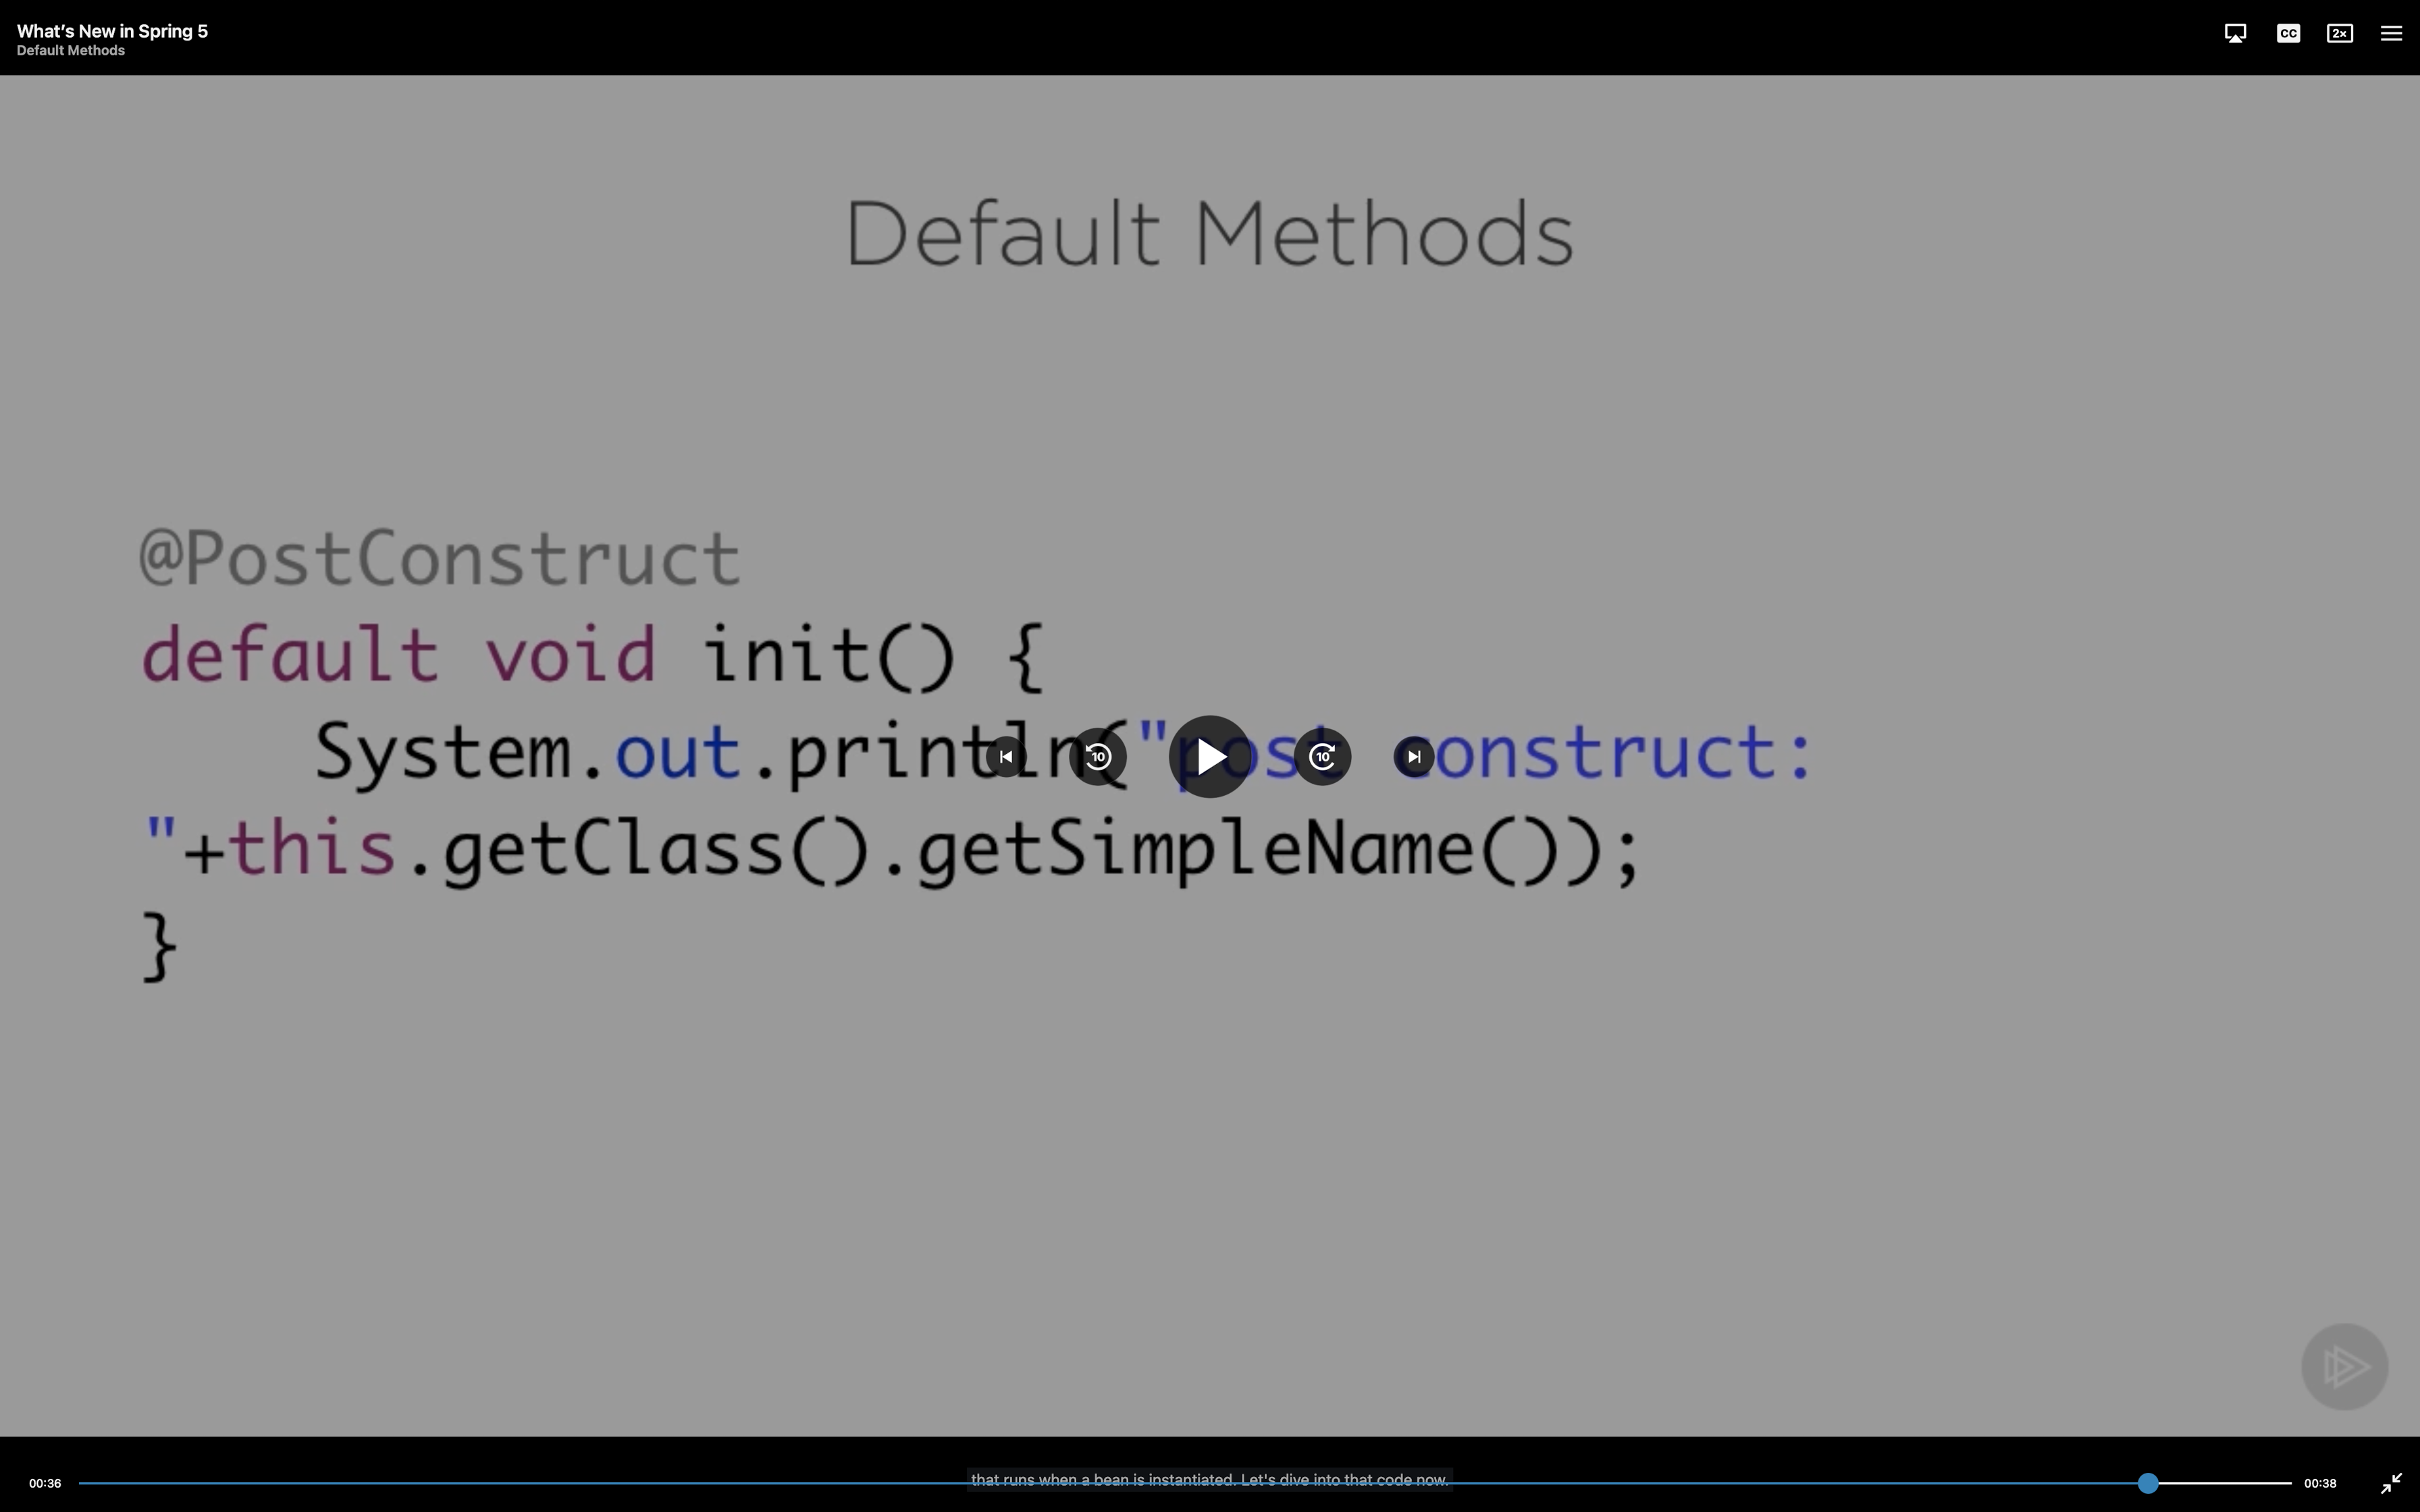 What's New in Spring 5
Default Methods
CC
2×
Default Methods
@PostConstruct
default void init() {
System.out.println("post construct:
"+this.getClass().getSimpleName());
}
10
10
that runs when a bean is instantiated. Let's dive into that code now.
00:36
00:38